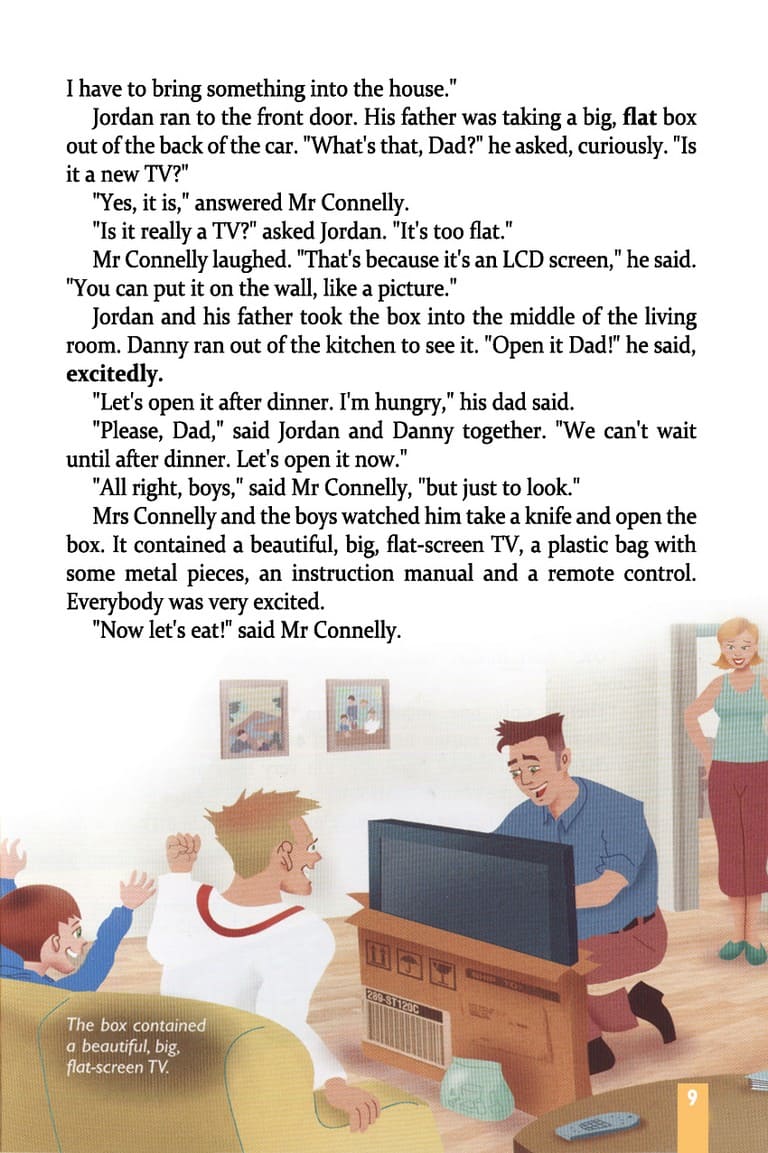 I have to bring something into the house."
Jordan ran to the front door. His father was taking a big, flat box
out of the back of the car. "What's that, Dad?" he asked, curiously. "Is
it a new TV?"
"Yes, it is," answered Mr Connelly.
"Is it really a TV?" asked Jordan. "It's too flat."
Mr Connelly laughed. "That's because it's an LCD screen," he said.
"You can put it on the wall, like a picture."
Jordan and his father took the box into the middle of the living
room. Danny ran out of the kitchen to see it. "Open it Dad!" he said,
excitedly.
"Let's open it after dinner. I'm hungry," his dad said.
"Please, Dad," said Jordan and Danny together. "We can't wait
until after dinner. Let's open it now."
"All right, boys," said Mr Connelly, "but just to look."
Mrs Connelly and the boys watched him take a knife and open the
box. It contained a beautiful, big, flat-screen TV, a plastic bag with
some metal pieces, an instruction manual and a remote control.
Everybody was very excited.
"Now let's eat!" said Mr Connelly.
289-ST120C
The box contained
a beautiful, big,
flat-screen TV.
9